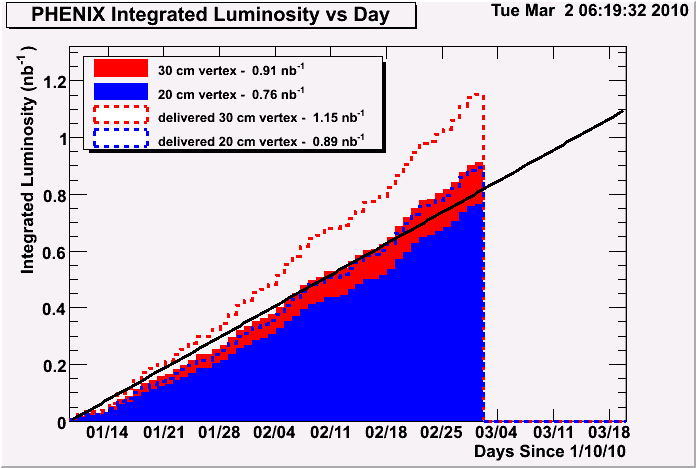 PHENIX Integrated Luminosity vs Day
Tue Mar 2 06:19:32 2010
Integrated Luminosity (nb⁻¹)
30 cm vertex - 0.91 nb⁻¹
20 cm vertex - 0.76 nb⁻¹
delivered 30 cm vertex - 1.15 nb⁻¹
delivered 20 cm vertex - 0.89 nb⁻¹
1.2
1
0.8
0.6
0.4
0.2
0
01/14 01/21 01/28 02/04 02/11 02/18 02/25 03/04 03/11 03/18
Days Since 1/10/10